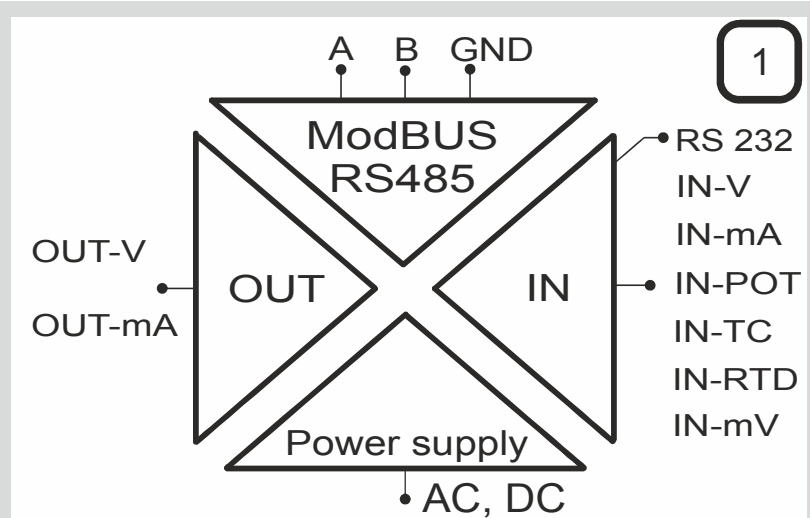 A B GND
1
ModBUS
RS485
RS 232
IN-V
IN-mA
IN-POT
IN-TC
IN-RTD
IN-mV
OUT-V
OUT-mA
OUT
IN
Power supply
AC, DC